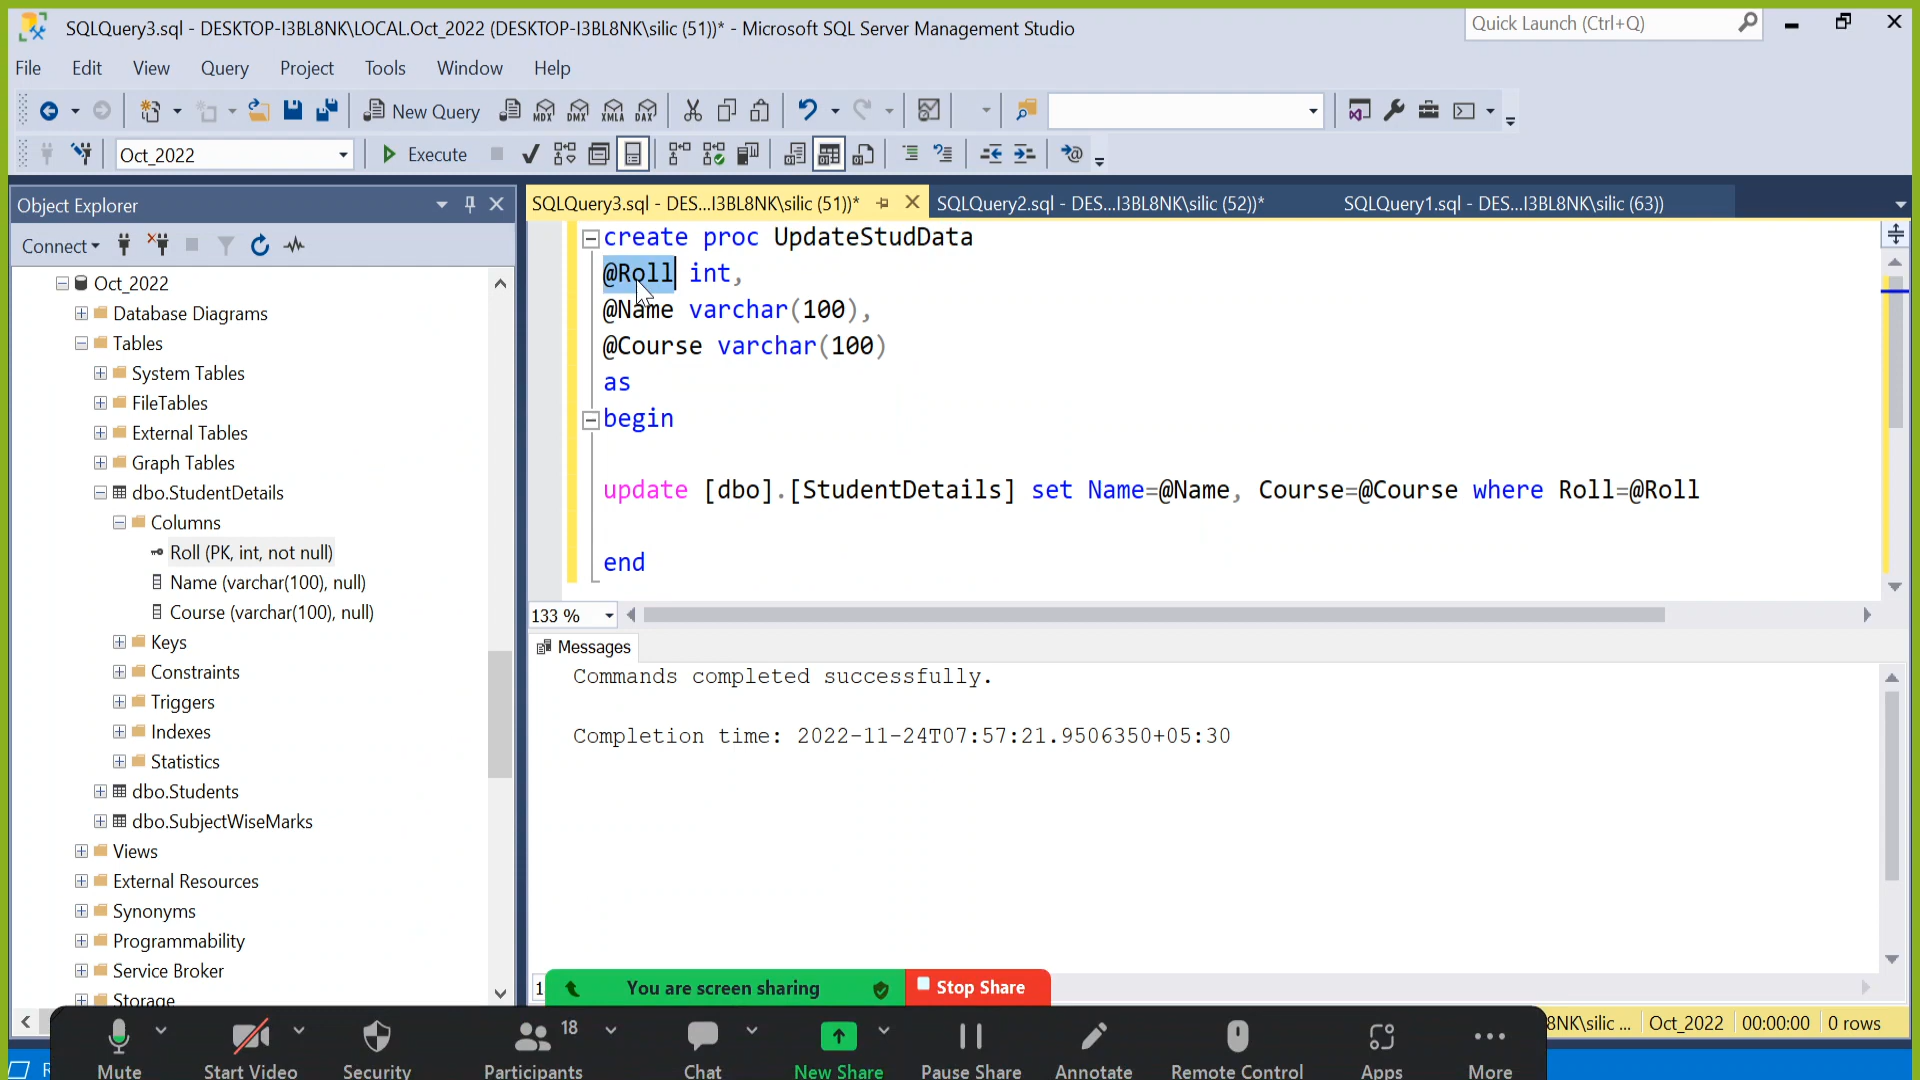 SQLQuery3.sql - DESKTOP-I3BL8NK\LOCAL.Oct_2022 (DESKTOP-I3BL8NK\silic (51))* - Microsoft SQL Server Management Studio
Quick Launch (Ctrl+Q)
File Edit View Query Project Tools Window Help
New Query MDX DMX XMLA DAX
Oct_2022 Execute
Object Explorer
Connect
Oct_2022
Database Diagrams
Tables
System Tables
FileTables
External Tables
Graph Tables
dbo.StudentDetails
Columns
Roll (PK, int, not null)
Name (varchar(100), null)
Course (varchar(100), null)
Keys
Constraints
Triggers
Indexes
Statistics
dbo.Students
dbo.SubjectWiseMarks
Views
External Resources
Synonyms
Programmability
Service Broker
Storage
SQLQuery3.sql - DES...I3BL8NK\silic (51))* SQLQuery2.sql - DES...I3BL8NK\silic (52))* SQLQuery1.sql - DES...I3BL8NK\silic (63))
create proc UpdateStudData
@Roll int,
@Name varchar(100),
@Course varchar(100)
as
begin
update [dbo].[StudentDetails] set Name=@Name, Course=@Course where Roll=@Roll
end
133 %
Messages
Commands completed successfully.
Completion time: 2022-11-24T07:57:21.9506350+05:30
You are screen sharing Stop Share
8NK\silic ... Oct_2022 00:00:00 0 rows
18
Mute Start Video Security Participants Chat New Share Pause Share Annotate Remote Control Apps More